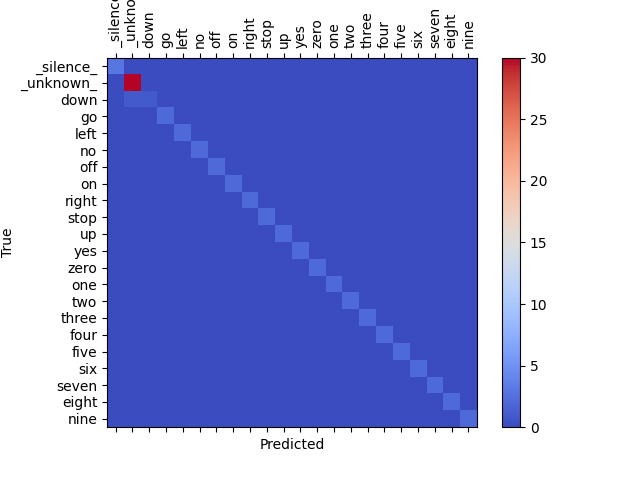 _silence_
_unknown_
down
go
left
no
off
on
right
stop
up
yes
zero
one
two
three
four
five
six
seven
eight
nine
True
_silence_
_unknown_
down
go
left
no
off
on
right
stop
up
yes
zero
one
two
three
four
five
six
seven
eight
nine
Predicted
30
25
20
15
10
5
0